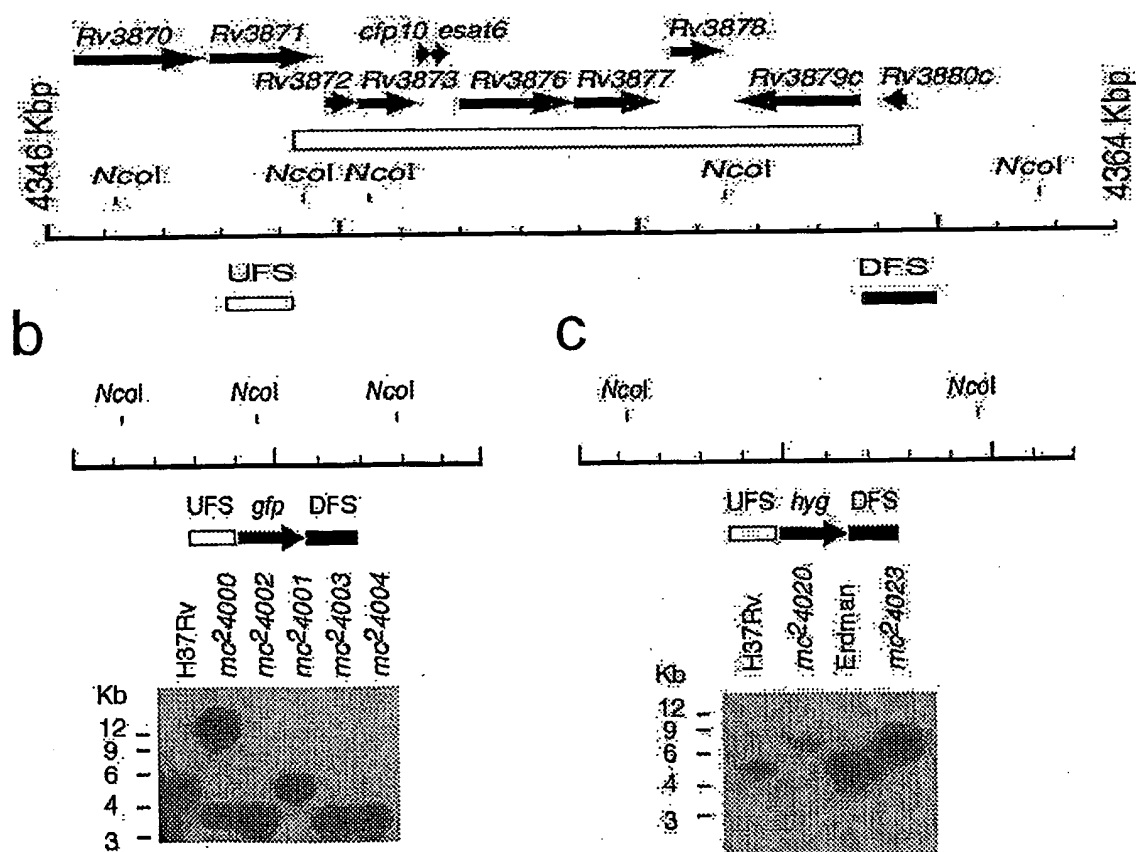 Rv3870 Rv3871 cfp10 esat6 Rv3878
Rv3872 Rv3873 Rv3876 Rv3877 Rv3879c Rv3880c
4346 Kbp
4364 Kbp
NcoI NcoI NcoI NcoI NcoI
UFS DFS
b
NcoI NcoI NcoI
UFS gfp DFS
H37Rv
mc²4000
mc²4002
mc²4001
mc²4003
mc²4004
Kb
12
9
6
4
3
c
NcoI NcoI
UFS hyg DFS
H37Rv
mc²4020
Erdman
mc²4023
Kb
12
9
6
4
3